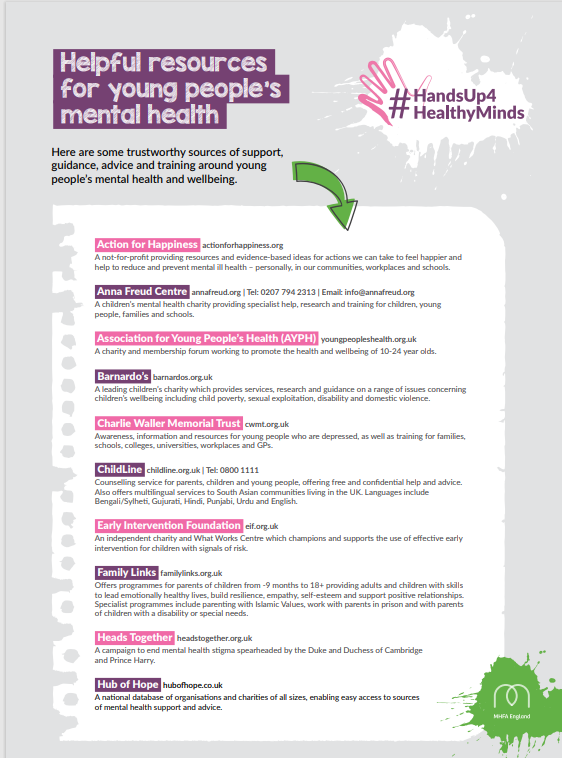 Helpful resources
for young people's
mental health
#HandsUp4
HealthyMinds
Here are some trustworthy sources of support,
guidance, advice and training around young
people's mental health and wellbeing.
Action for Happiness actionforhappiness.org
A not-for-profit providing resources and evidence-based ideas for actions we can take to feel happier and
help to reduce and prevent mental ill health – personally, in our communities, workplaces and schools.
Anna Freud Centre annafreud.org | Tel: 0207 794 2313 | Email: info@annafreud.org
A children's mental health charity providing specialist help, research and training for children, young
people, families and schools.
Association for Young People's Health (AYPH) youngpeopleshealth.org.uk
A charity and membership forum working to promote the health and wellbeing of 10-24 year olds.
Barnardo's barnardos.org.uk
A leading children's charity which provides services, research and guidance on a range of issues concerning
children's wellbeing including child poverty, sexual exploitation, disability and domestic violence.
Charlie Waller Memorial Trust cwmt.org.uk
Awareness, information and resources for young people who are depressed, as well as training for families,
schools, colleges, universities, workplaces and GPs.
ChildLine childline.org.uk | Tel: 0800 1111
Counselling service for parents, children and young people, offering free and confidential help and advice.
Also offers multilingual services to South Asian communities living in the UK. Languages include
Bengali/Sylheti, Gujurati, Hindi, Punjabi, Urdu and English.
Early Intervention Foundation eif.org.uk
An independent charity and What Works Centre which champions and supports the use of effective early
intervention for children with signals of risk.
Family Links familylinks.org.uk
Offers programmes for parents of children from -9 months to 18+ providing adults and children with skills
to lead emotionally healthy lives, build resilience, empathy, self-esteem and support positive relationships.
Specialist programmes include parenting with Islamic Values, work with parents in prison and with parents
of children with a disability or special needs.
Heads Together headstogether.org.uk
A campaign to end mental health stigma spearheaded by the Duke and Duchess of Cambridge
and Prince Harry.
Hub of Hope hubofhope.co.uk
A national database of organisations and charities of all sizes, enabling easy access to sources
of mental health support and advice.
MHFA England